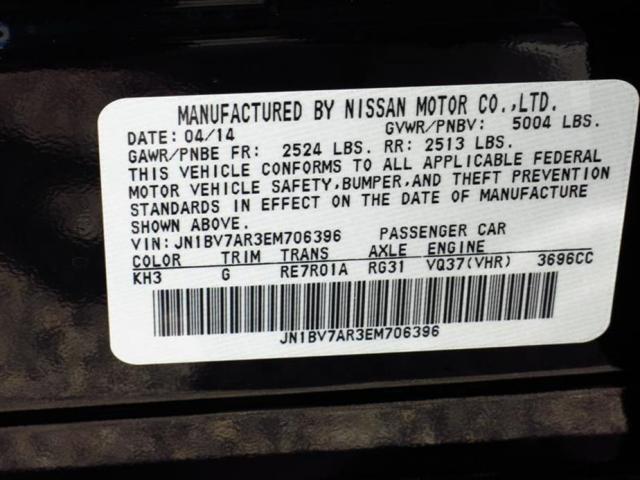 MANUFACTURED BY NISSAN MOTOR CO.,LTD.
DATE: 04/14 GVWR/PNBV: 5004 LBS.
GAWR/PNBE FR: 2524 LBS. RR: 2513 LBS.
THIS VEHICLE CONFORMS TO ALL APPLICABLE FEDERAL
MOTOR VEHICLE SAFETY,BUMPER,AND THEFT PREVENTION
STANDARDS IN EFFECT ON THE DATE OF MANUFACTURE
SHOWN ABOVE.
VIN: JN1BV7AR3EM706396 PASSENGER CAR
COLOR TRIM TRANS AXLE ENGINE
KH3 G RE7R01A RG31 VQ37(VHR) 3696CC
JN1BV7AR3EM706396